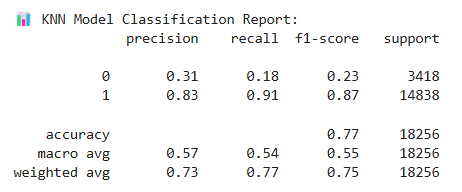 📊 KNN Model Classification Report:
precision recall f1-score support
0 0.31 0.18 0.23 3418
1 0.83 0.91 0.87 14838
accuracy 0.77 18256
macro avg 0.57 0.54 0.55 18256
weighted avg 0.73 0.77 0.75 18256